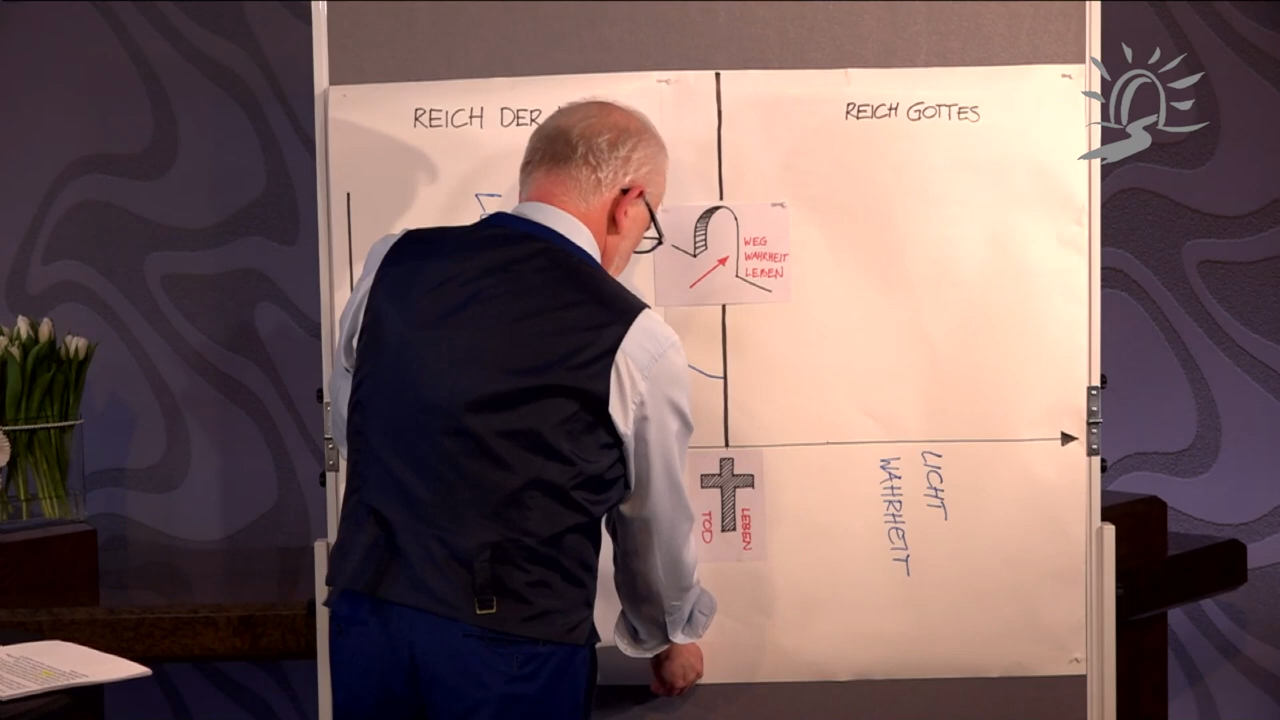 REICH DER
REICH GOTTES
WEG
WAHRHEIT
LEBEN
LICHT
WAHRHEIT
LEBEN
TOD